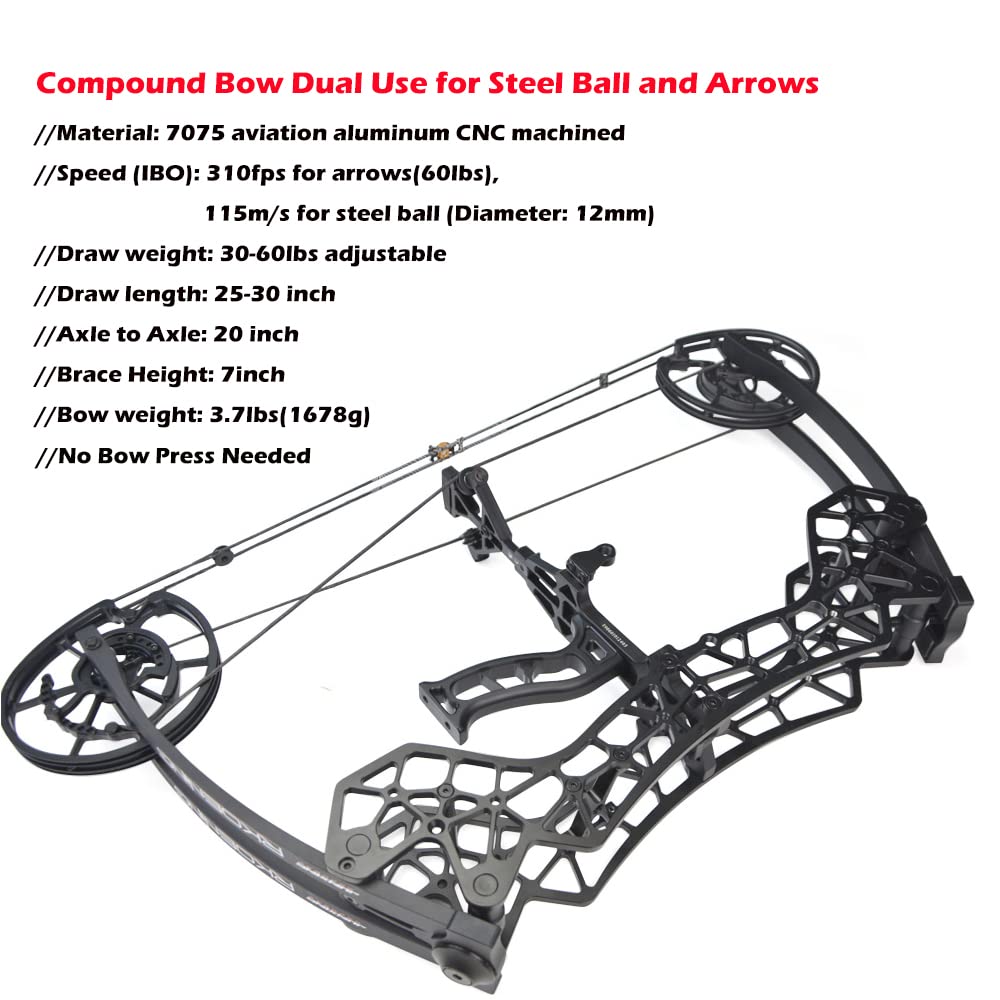 Compound Bow Dual Use for Steel Ball and Arrows
//Material: 7075 aviation aluminum CNC machined
//Speed (IBO): 310fps for arrows(60lbs),
115m/s for steel ball (Diameter: 12mm)
//Draw weight: 30-60lbs adjustable
//Draw length: 25-30 inch
//Axle to Axle: 20 inch
//Brace Height: 7inch
//Bow weight: 3.7lbs(1678g)
//No Bow Press Needed